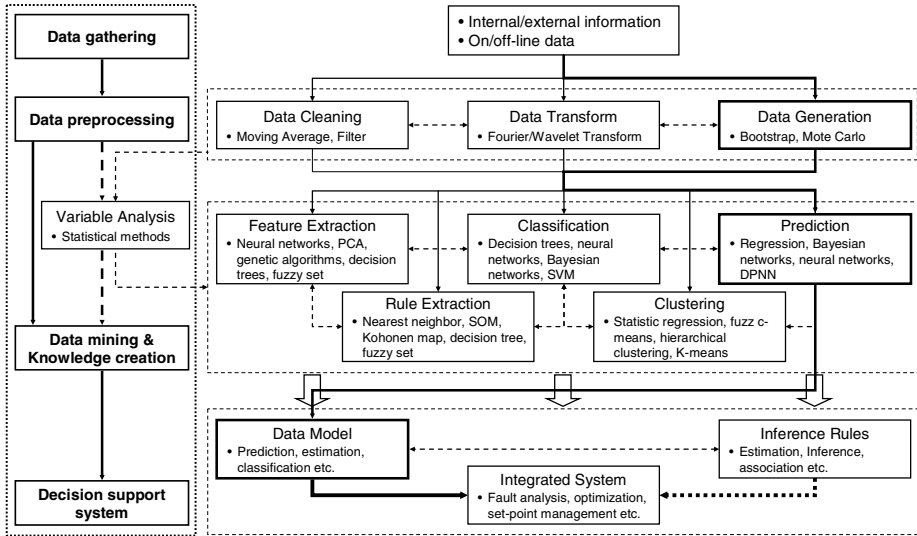 Data gathering
Data preprocessing
Variable Analysis
• Statistical methods
Data mining &
Knowledge creation
Decision support
system
• Internal/external information
• On/off-line data
Data Cleaning
• Moving Average, Filter
Data Transform
• Fourier/Wavelet Transform
Data Generation
• Bootstrap, Mote Carlo
Feature Extraction
• Neural networks, PCA,
genetic algorithms, decision
trees, fuzzy set
Classification
• Decision trees, neural
networks, Bayesian
networks, SVM
Prediction
• Regression, Bayesian
networks, neural networks,
DPNN
Rule Extraction
• Nearest neighbor, SOM,
Kohonen map, decision tree,
fuzzy set
Clustering
• Statistic regression, fuzz c-
means, hierarchical
clustering, K-means
Data Model
• Prediction, estimation,
classification etc.
Inference Rules
• Estimation, Inference,
association etc.
Integrated System
• Fault analysis, optimization,
set-point management etc.